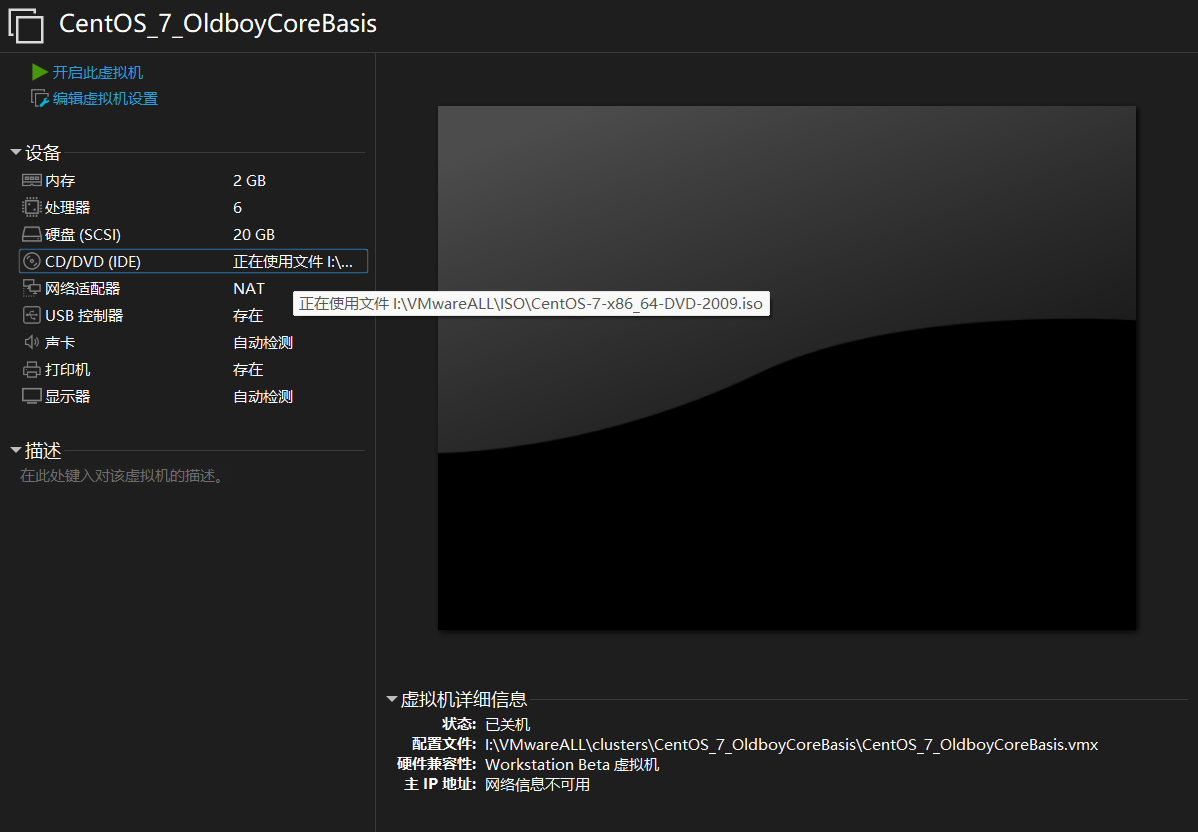 CentOS_7_OldboyCoreBasis
开启此虚拟机
编辑虚拟机设置
设备
内存 2 GB
处理器 6
硬盘 (SCSI) 20 GB
CD/DVD (IDE) 正在使用文件 I:\...
网络适配器 NAT
正在使用文件 I:\VMwareALL\ISO\CentOS-7-x86_64-DVD-2009.iso
USB 控制器 存在
声卡 自动检测
打印机 存在
显示器 自动检测
描述
在此处键入对该虚拟机的描述。
虚拟机详细信息
状态: 已关机
配置文件: I:\VMwareALL\clusters\CentOS_7_OldboyCoreBasis\CentOS_7_OldboyCoreBasis.vmx
硬件兼容性: Workstation Beta 虚拟机
主 IP 地址: 网络信息不可用